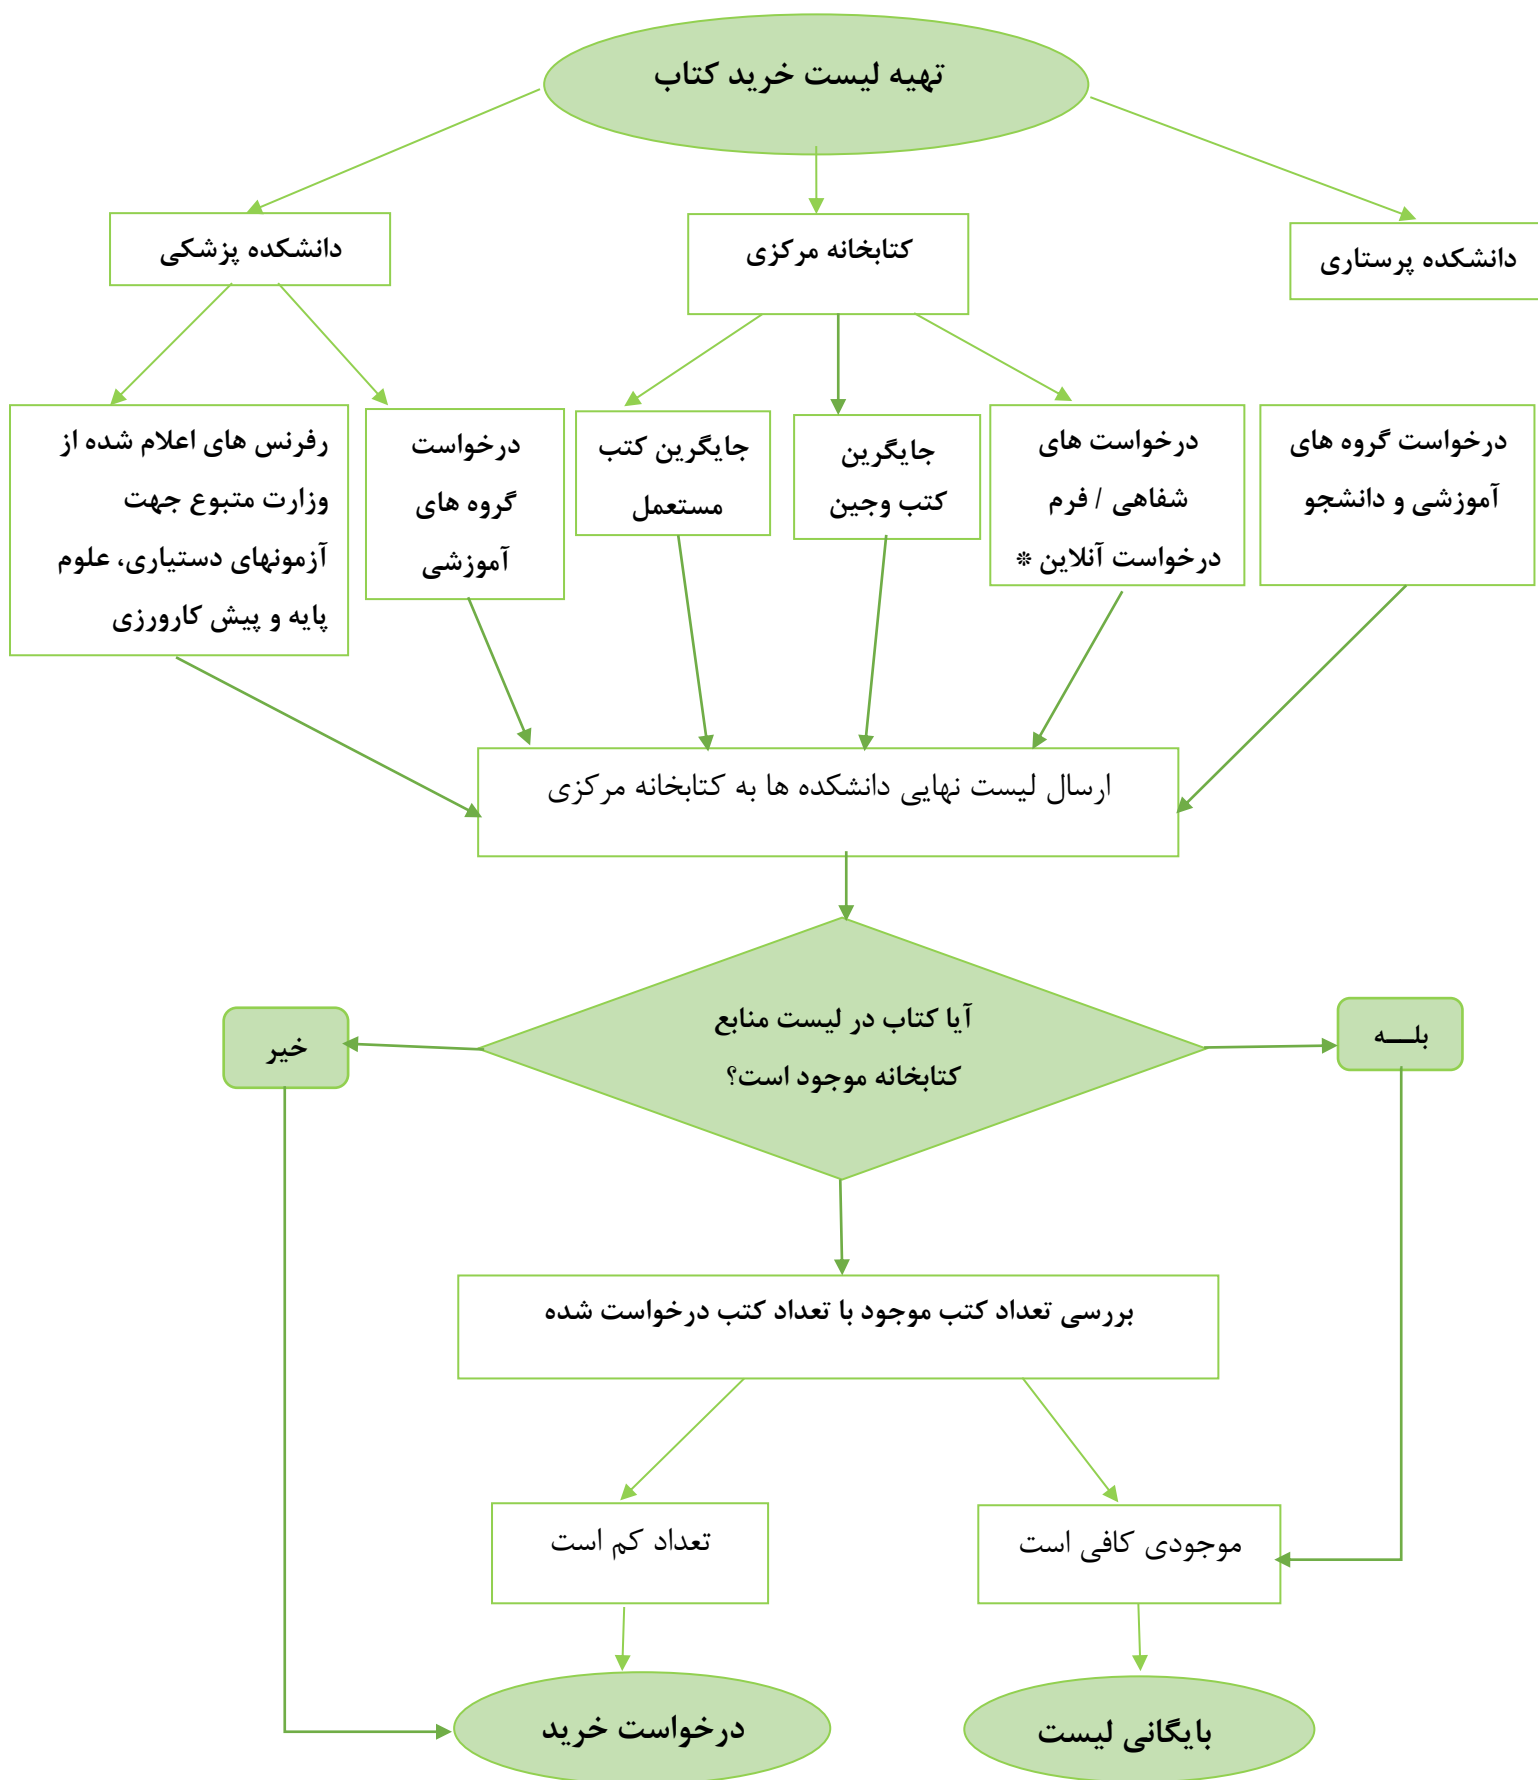 تهیه لیست خرید کتاب
دانشکده پرستاری
کتابخانه مرکزی
دانشکده پزشکی
درخواست گروه های
آموزشی و دانشجو
درخواست های
شفاهی / فرم
درخواست آنلاین *
جایگرین
کتب وجین
جایگرین کتب
مستعمل
درخواست
گروه های
آموزشی
رفرنس های اعلام شده از
وزارت متبوع جهت
آزمونهای دستیاری، علوم
پایه و پیش کارورزی
ارسال لیست نهایی دانشکده ها به کتابخانه مرکزی
آیا کتاب در لیست منابع
کتابخانه موجود است؟
بلـــه
خیر
بررسی تعداد کتب موجود با تعداد کتب درخواست شده
موجودی کافی است
تعداد کم است
بایگانی لیست
درخواست خرید